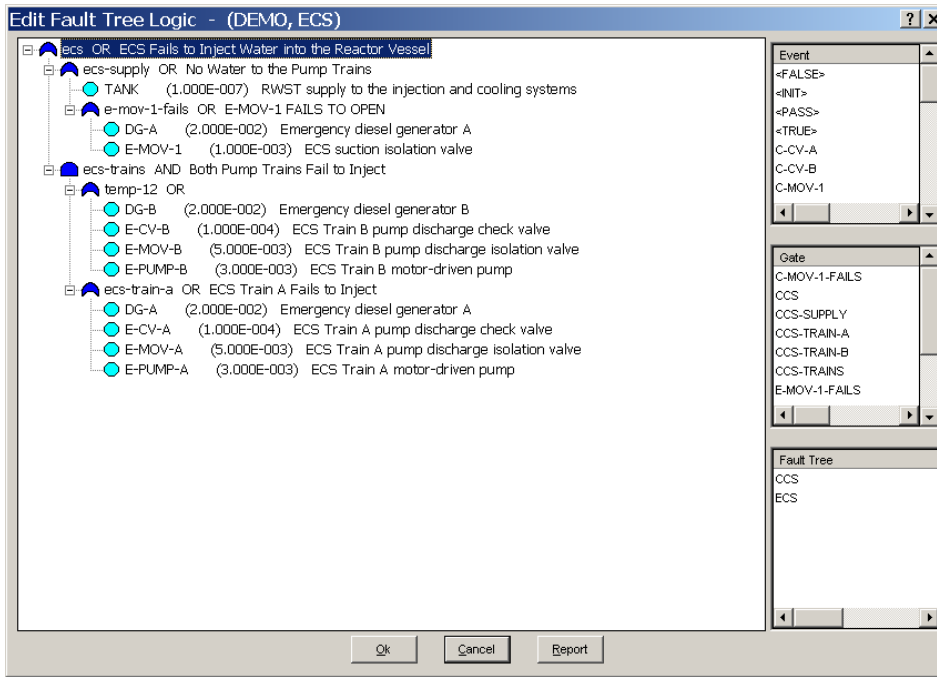 Edit Fault Tree Logic - (DEMO, ECS)
ecs OR ECS Fails to Inject Water into the Reactor Vessel
ecs-supply OR No Water to the Pump Trains
TANK (1.000E-007) RWST supply to the injection and cooling systems
e-mov-1-fails OR E-MOV-1 FAILS TO OPEN
DG-A (2.000E-002) Emergency diesel generator A
E-MOV-1 (1.000E-003) ECS suction isolation valve
ecs-trains AND Both Pump Trains Fail to Inject
temp-12 OR
DG-B (2.000E-002) Emergency diesel generator B
E-CV-B (1.000E-004) ECS Train B pump discharge check valve
E-MOV-B (5.000E-003) ECS Train B pump discharge isolation valve
E-PUMP-B (3.000E-003) ECS Train B motor-driven pump
ecs-train-a OR ECS Train A Fails to Inject
DG-A (2.000E-002) Emergency diesel generator A
E-CV-A (1.000E-004) ECS Train A pump discharge check valve
E-MOV-A (5.000E-003) ECS Train A pump discharge isolation valve
E-PUMP-A (3.000E-003) ECS Train A motor-driven pump
Event
<FALSE>
<INIT>
<PASS>
<TRUE>
C-CV-A
C-CV-B
C-MOV-1
Gate
C-MOV-1-FAILS
CCS
CCS-SUPPLY
CCS-TRAIN-A
CCS-TRAIN-B
CCS-TRAINS
E-MOV-1-FAILS
Fault Tree
CCS
ECS
Ok Cancel Report